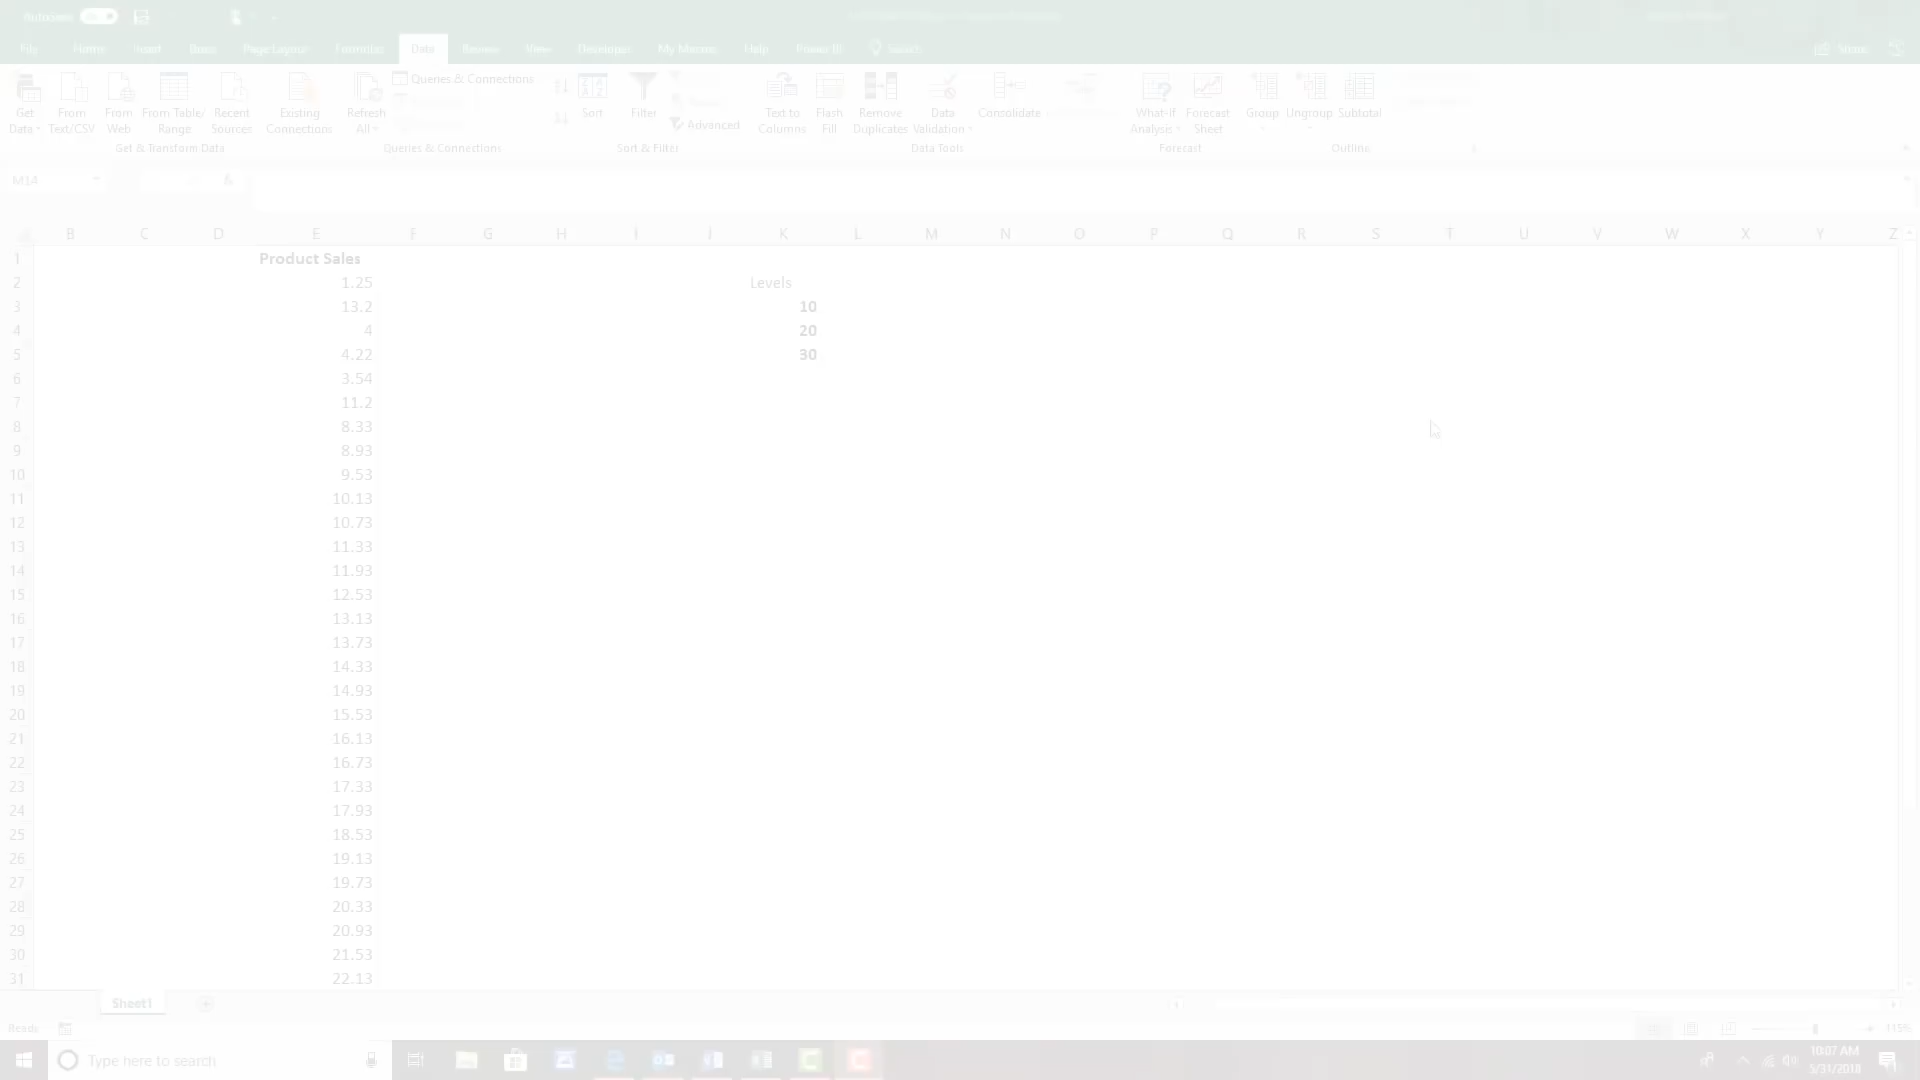 AutoSave
File Home Insert Draw Page Layout Formulas Data Review View Developer My Macros Help Power BI Search Share
Queries & Connections
Get Data From Text/CSV From Web From Table/ Range Recent Sources Existing Connections Refresh All Sort Filter Advanced Text to Columns Flash Fill Remove Duplicates Data Validation Consolidate What-If Analysis Forecast Sheet Group Ungroup Subtotal
Get & Transform Data Queries & Connections Sort & Filter Data Tools Forecast Outline
M14 fx
B C D E F G H I J K L M N O P Q R S T U V W X Y Z
1 Product Sales
2 1.25 Levels
3 13.2 10
4 4 20
5 4.22 30
6 3.54
7 11.2
8 8.33
9 8.93
10 9.53
11 10.13
12 10.73
13 11.33
14 11.93
15 12.53
16 13.13
17 13.73
18 14.33
19 14.93
20 15.53
21 16.13
22 16.73
23 17.33
24 17.93
25 18.53
26 19.13
27 19.73
28 20.33
29 20.93
30 21.53
31 22.13
Sheet1
Ready 115%
Type here to search 10:07 AM
5/31/2018